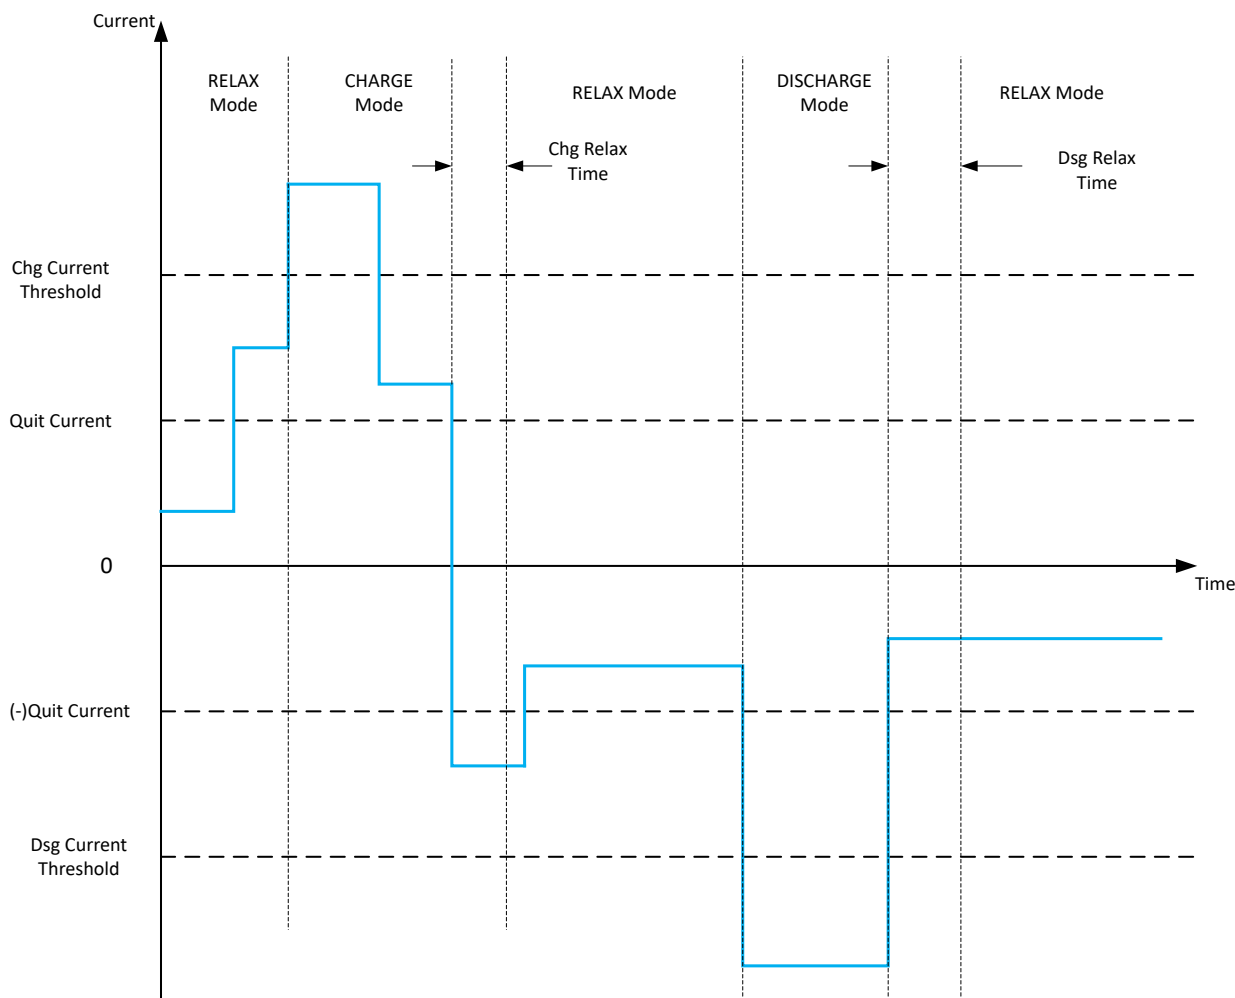 Current
RELAX
Mode
CHARGE
Mode
RELAX Mode
DISCHARGE
Mode
RELAX Mode
Chg Relax
Time
Dsg Relax
Time
Chg Current
Threshold
Quit Current
0
Time
(-)Quit Current
Dsg Current
Threshold